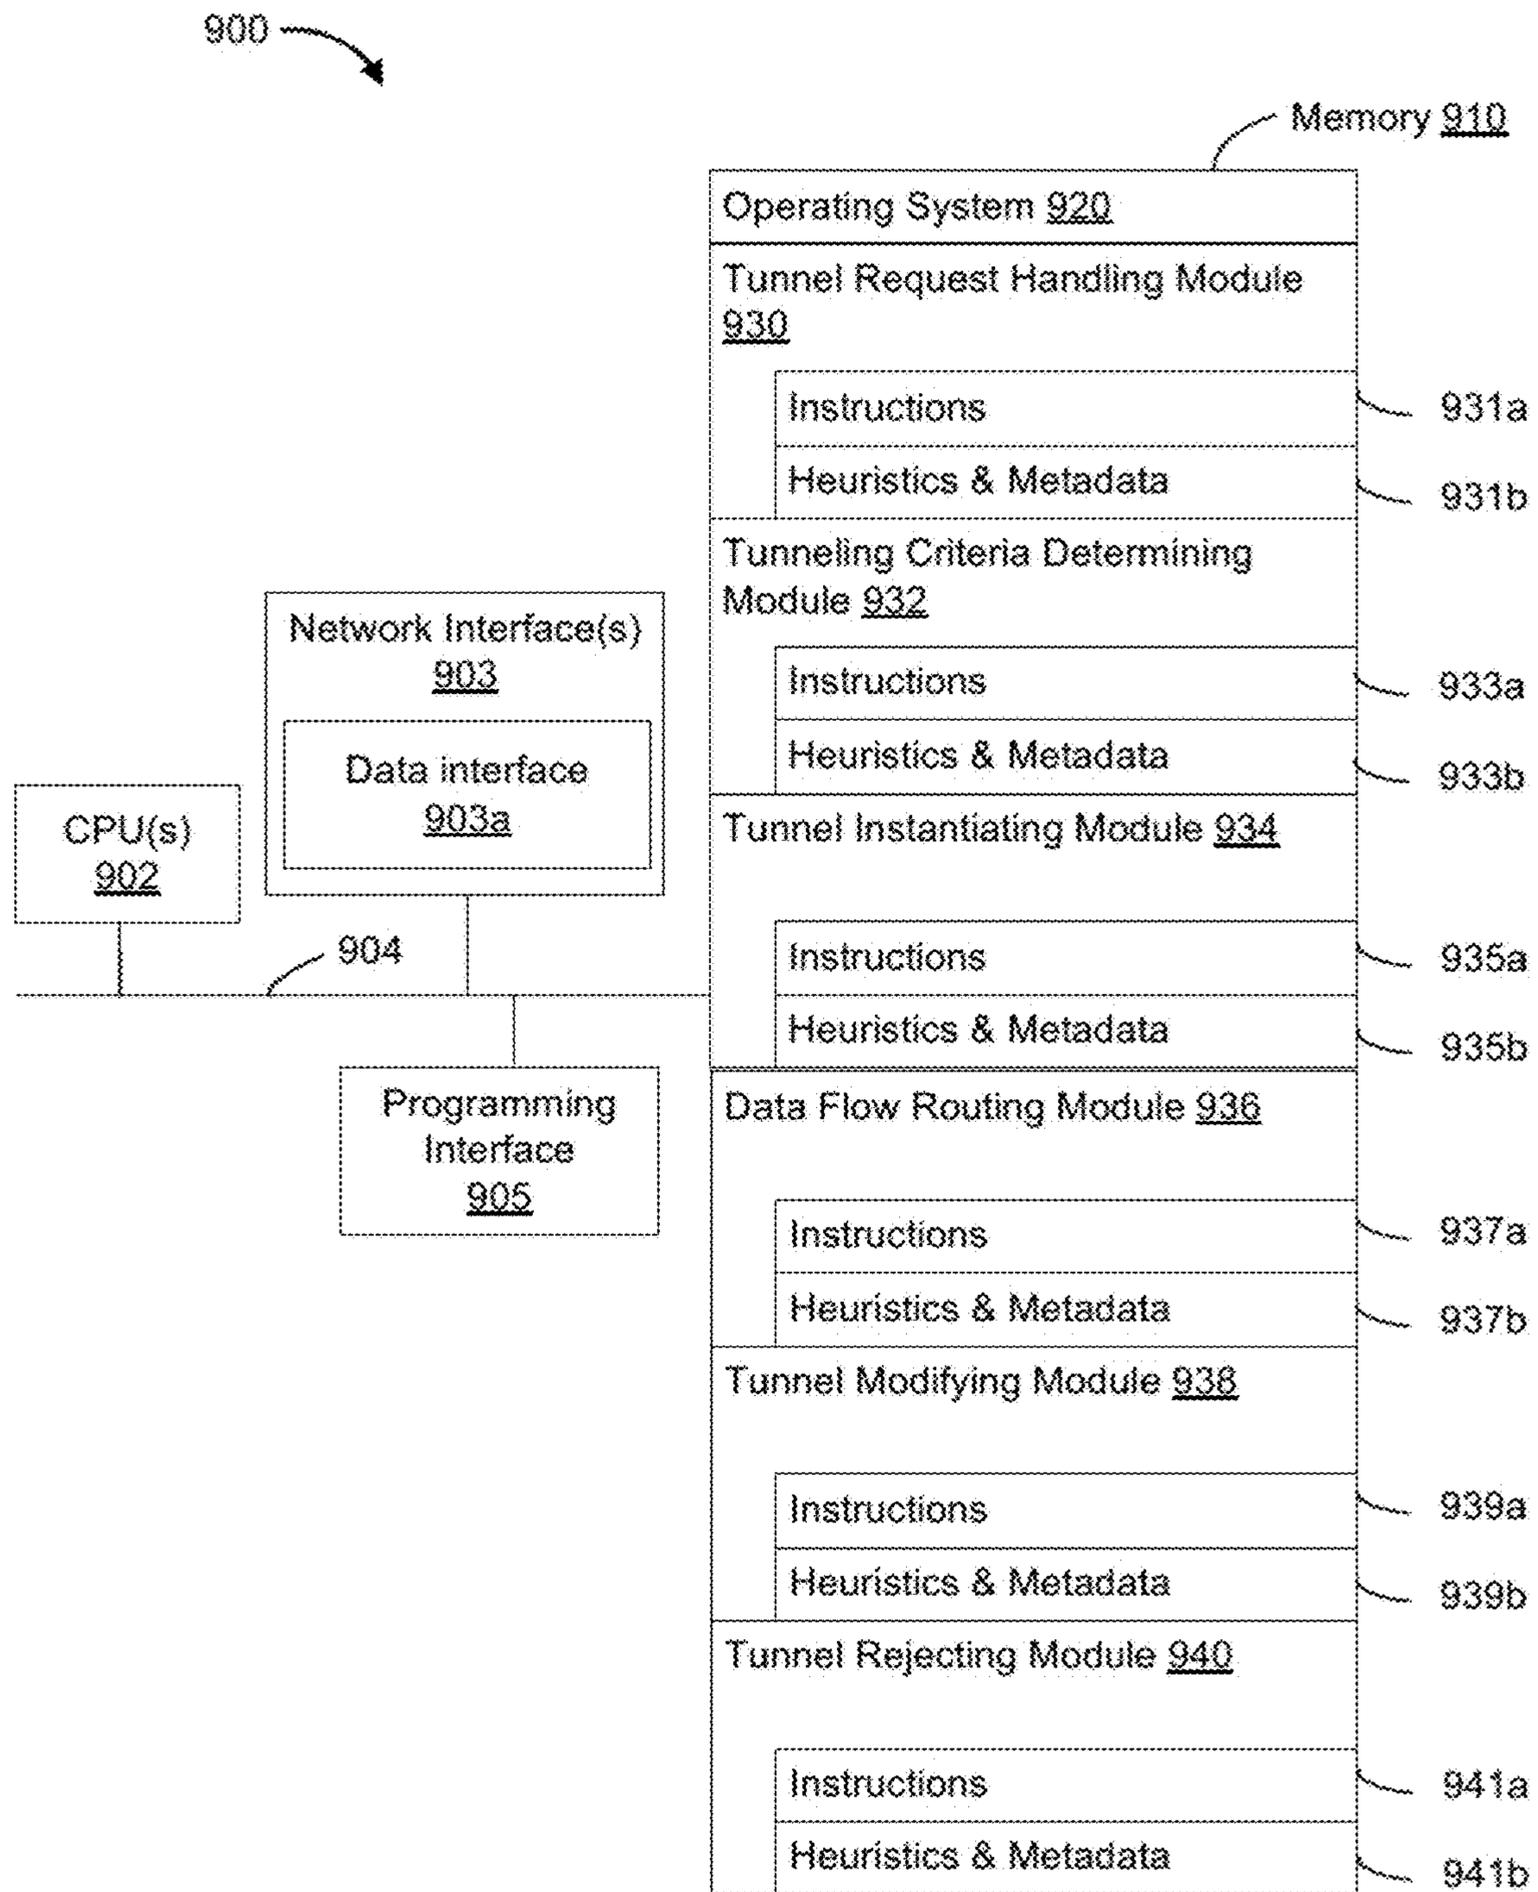 900
Memory 910
Operating System 920
Tunnel Request Handling Module
930
Instructions
931a
Heuristics & Metadata
931b
Tunneling Criteria Determining
Module 932
Instructions
933a
Heuristics & Metadata
933b
Tunnel Instantiating Module 934
Instructions
935a
Heuristics & Metadata
935b
Data Flow Routing Module 936
Instructions
937a
Heuristics & Metadata
937b
Tunnel Modifying Module 938
Instructions
939a
Heuristics & Metadata
939b
Tunnel Rejecting Module 940
Instructions
941a
Heuristics & Metadata
941b
Network Interface(s)
903
Data interface
903a
CPU(s)
902
904
Programming
Interface
905